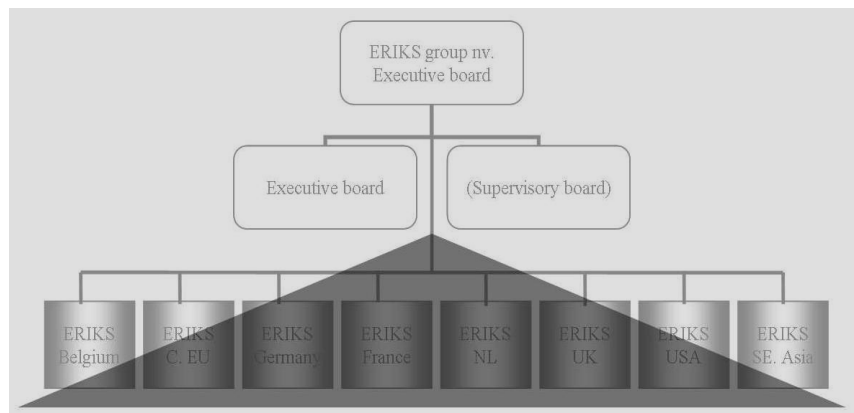 ERIKS group nv.
Executive board
Executive board
(Supervisory board)
ERIKS
Belgium
ERIKS
C. EU
ERIKS
Germany
ERIKS
France
ERIKS
NL
ERIKS
UK
ERIKS
USA
ERIKS
SE. Asia